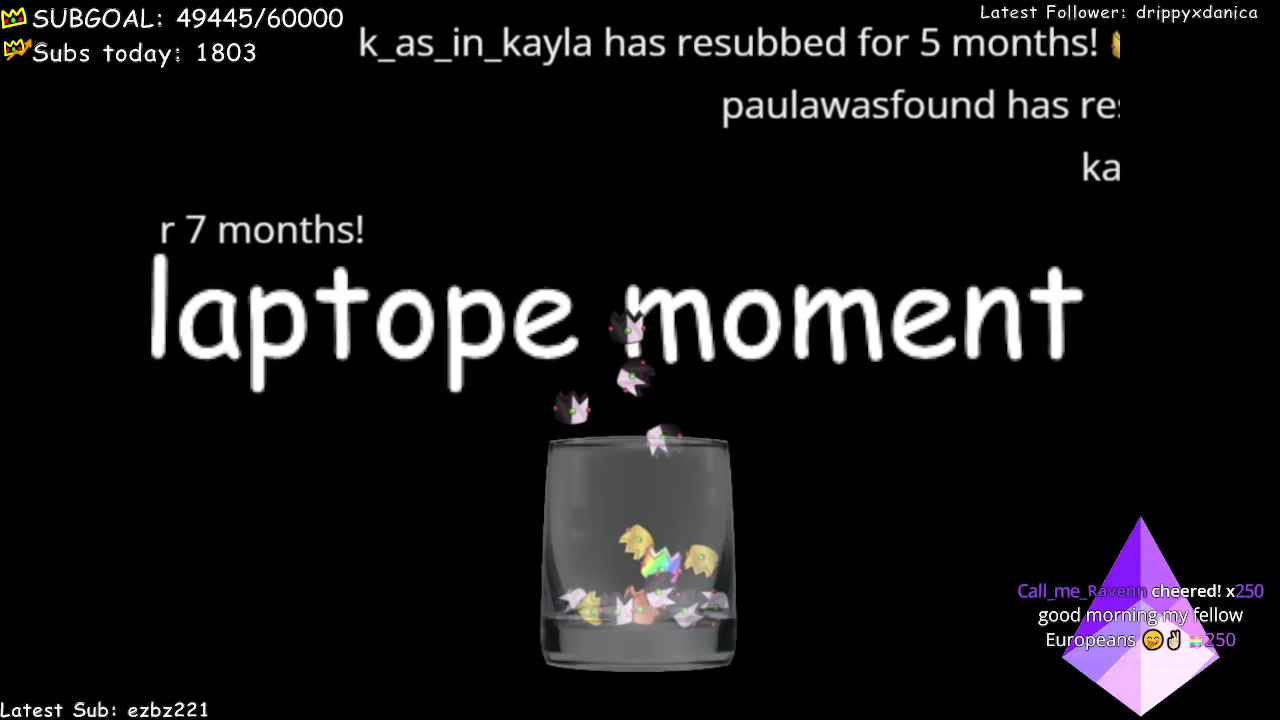 SUBGOAL: 49445/60000
Latest Follower: drippyxdanica
Subs today: 1803
k_as_in_kayla has resubbed for 5 months!
paulawasfound has res
ka
r 7 months!
laptope moment
Call_me_Ravenn cheered! x250
good morning my fellow
Europeans 😊✌🏻 250
Latest Sub: ezbz221